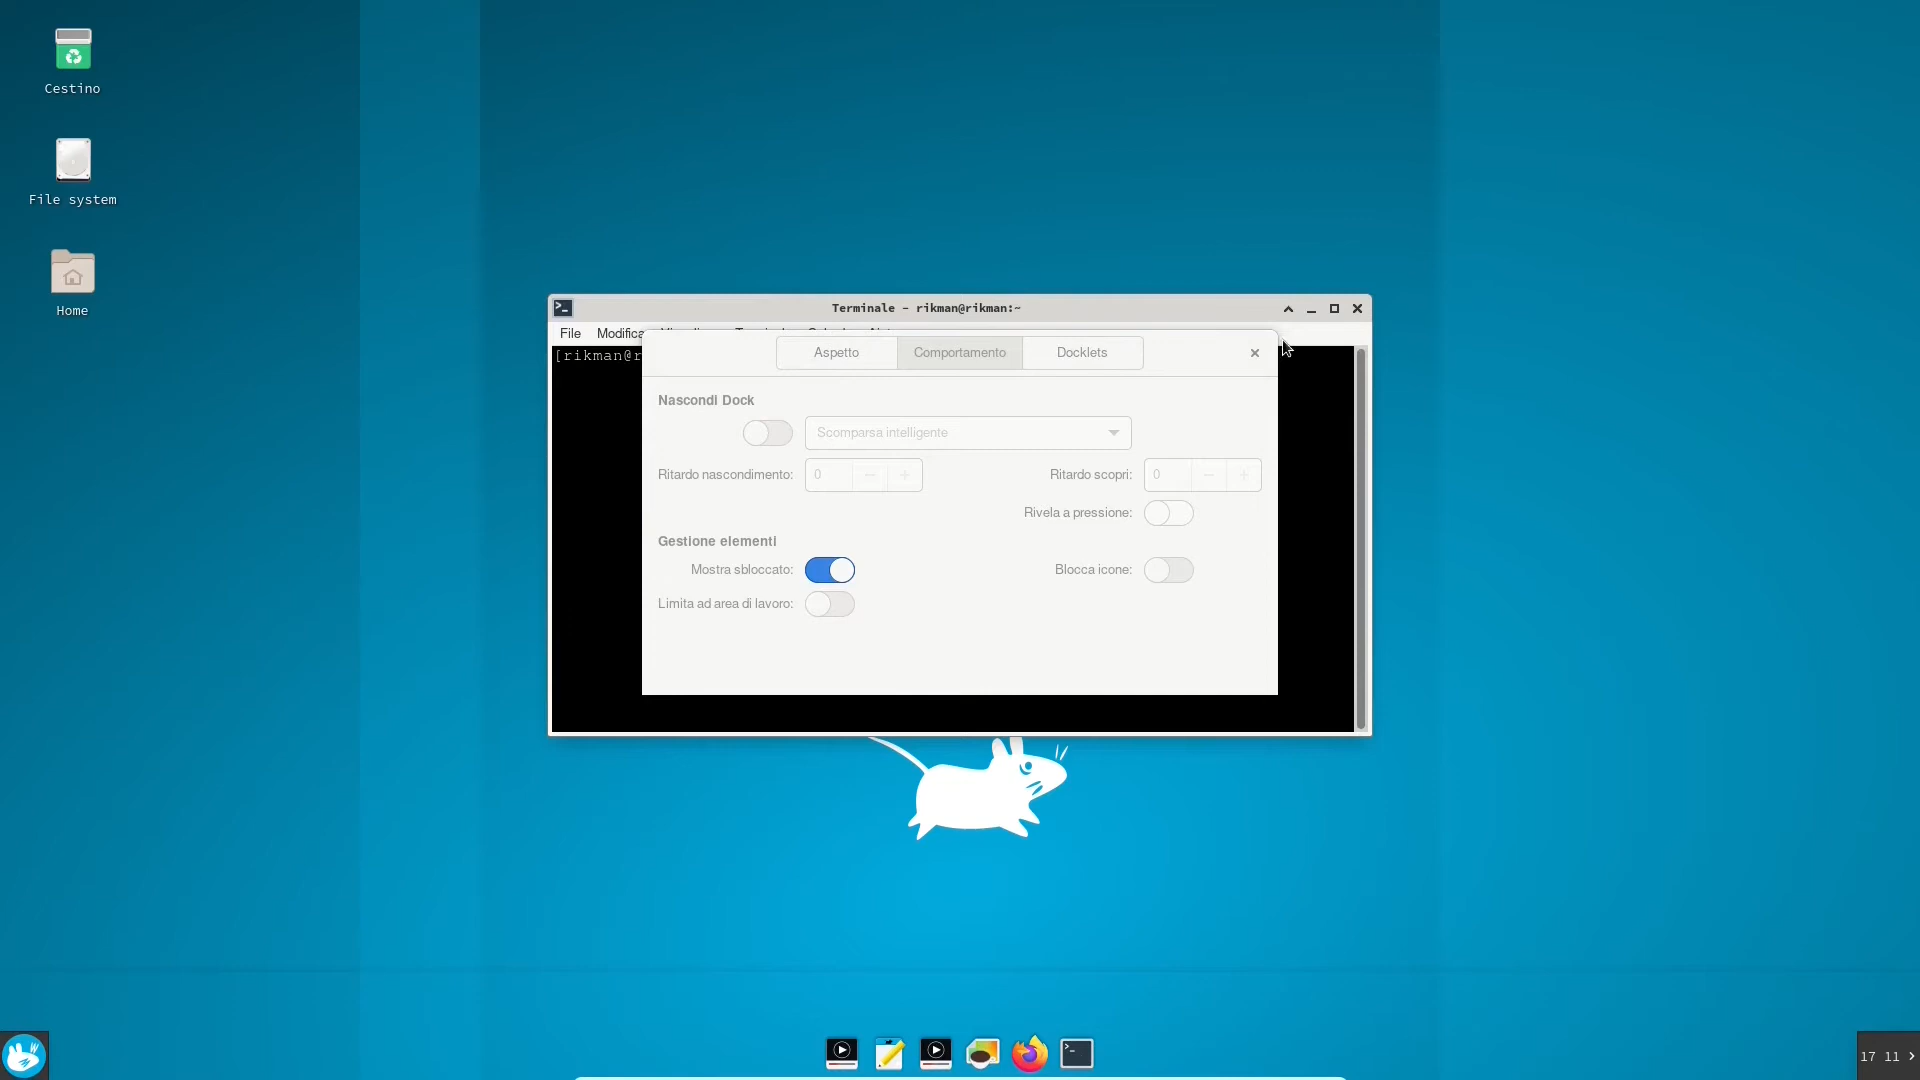 Cestino
File system
Home
Terminale - rikman@rikman:~
File Modifica
[rikman@r
Aspetto Comportamento Docklets
Nascondi Dock
Scomparsa intelligente
Ritardo nascondimento: 0 Ritardo scopri: 0
Rivela a pressione:
Gestione elementi
Mostra sbloccato: Blocca icone:
Limita ad area di lavoro:
17 11